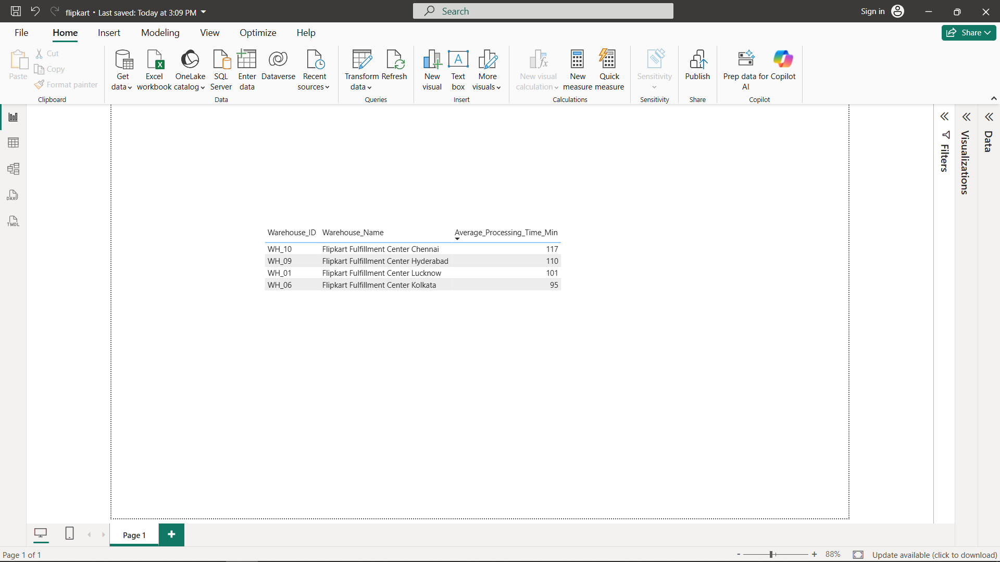 flipkart • Last saved: Today at 3:09 PM
Search
Sign in
File Home Insert Modeling View Optimize Help
Share
Paste
Cut
Copy
Format painter
Clipboard
Get data
Excel workbook
OneLake catalog
SQL Server
Enter data
Dataverse
Recent sources
Data
Transform data
Refresh
Queries
New visual
Text box
More visuals
Insert
New visual calculation
New measure
Quick measure
Calculations
Sensitivity
Sensitivity
Publish
Share
Prep data for AI
Copilot
Copilot
DAX
TMDL
Filters
Visualizations
Data
Warehouse_ID Warehouse_Name Average_Processing_Time_Min
WH_10 Flipkart Fulfillment Center Chennai 117
WH_09 Flipkart Fulfillment Center Hyderabad 110
WH_01 Flipkart Fulfillment Center Lucknow 101
WH_06 Flipkart Fulfillment Center Kolkata 95
Page 1
Page 1 of 1
- + 88%
Update available (click to download)